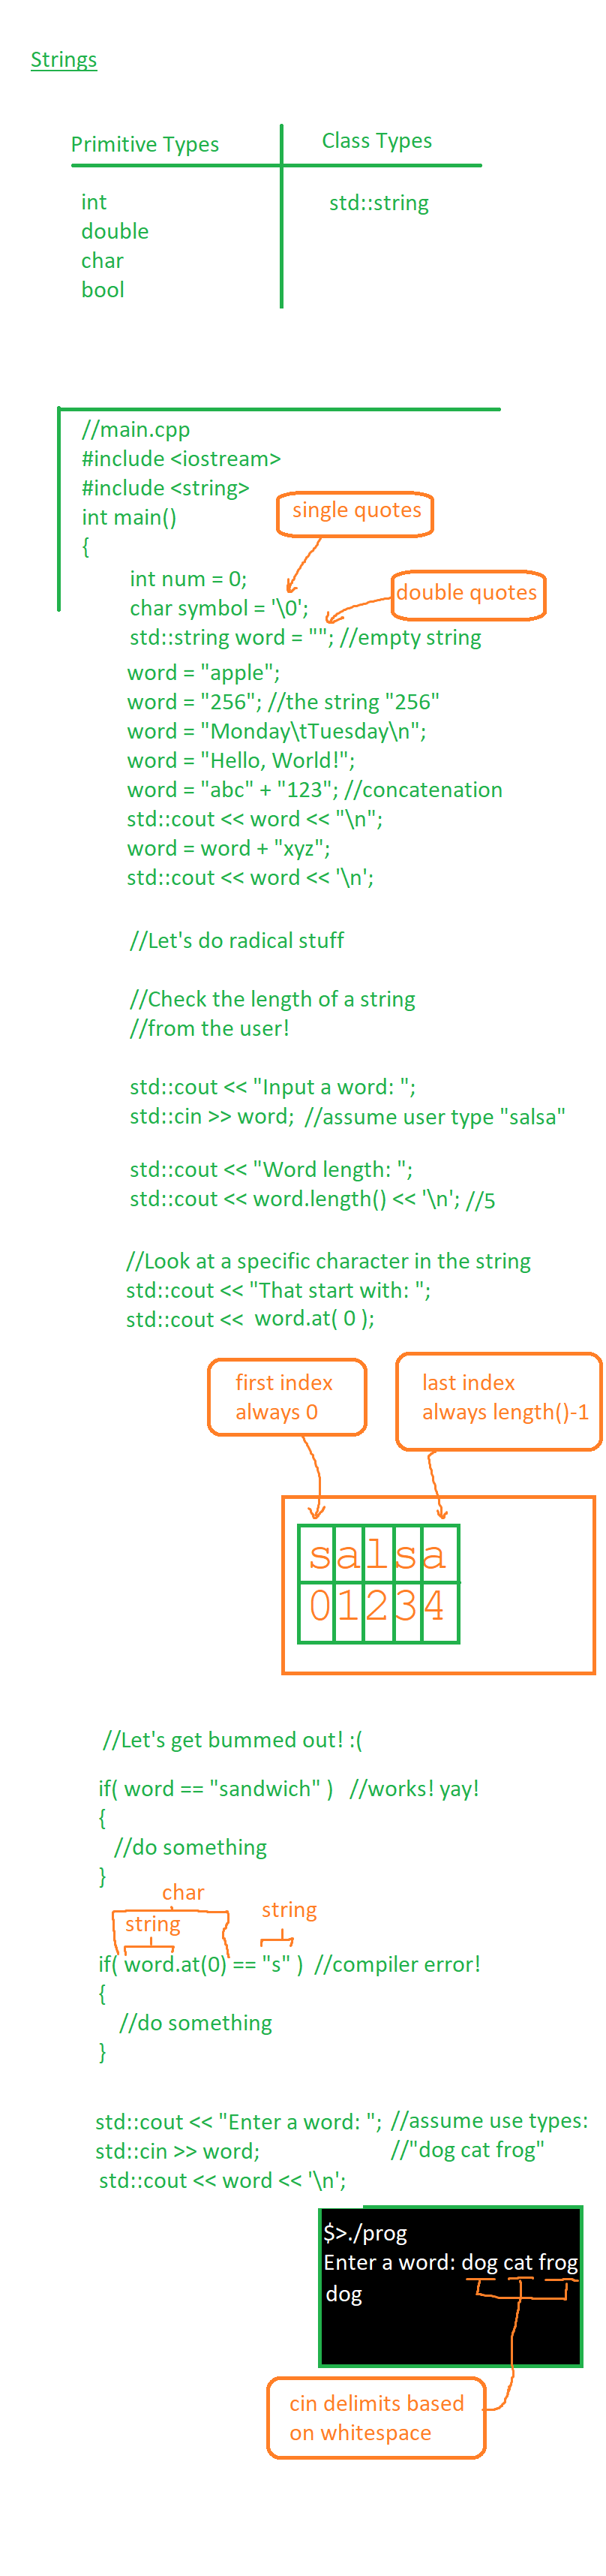 Strings
Primitive Types
Class Types
int
std::string
double
char
bool
//main.cpp
#include <iostream>
#include <string>
int main()
single quotes
{
int num = 0;
double quotes
char symbol = '\0';
std::string word = ""; //empty string
word = "apple";
word = "256"; //the string "256"
word = "Monday\tTuesday\n";
word = "Hello, World!";
word = "abc" + "123"; //concatenation
std::cout << word << "\n";
word = word + "xyz";
std::cout << word << '\n';
//Let's do radical stuff
//Check the length of a string
//from the user!
std::cout << "Input a word: ";
std::cin >> word; //assume user type "salsa"
std::cout << "Word length: ";
std::cout << word.length() << '\n'; //5
//Look at a specific character in the string
std::cout << "That start with: ";
std::cout << word.at( 0 );
first index
always 0
last index
always length()-1
salsa
01234
//Let's get bummed out! :(
if( word == "sandwich" ) //works! yay!
{
//do something
}
char
string
string
if( word.at(0) == "s" ) //compiler error!
{
//do something
}
std::cout << "Enter a word: "; //assume use types:
std::cin >> word; //"dog cat frog"
std::cout << word << '\n';
$>./prog
Enter a word: dog cat frog
dog
cin delimits based
on whitespace